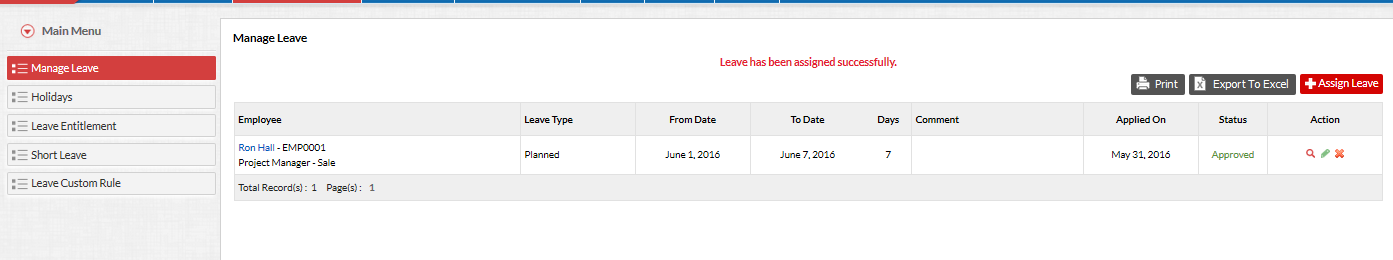 Main Menu
Manage Leave
Holidays
Leave Entitlement
Short Leave
Leave Custom Rule
Manage Leave
Leave has been assigned successfully.
Print Export To Excel Assign Leave
Employee Leave Type From Date To Date Days Comment Applied On Status Action
Ron Hall - EMP0001
Project Manager - Sale
Planned June 1, 2016 June 7, 2016 7 May 31, 2016 Approved
Total Record(s) : 1 Page(s) : 1